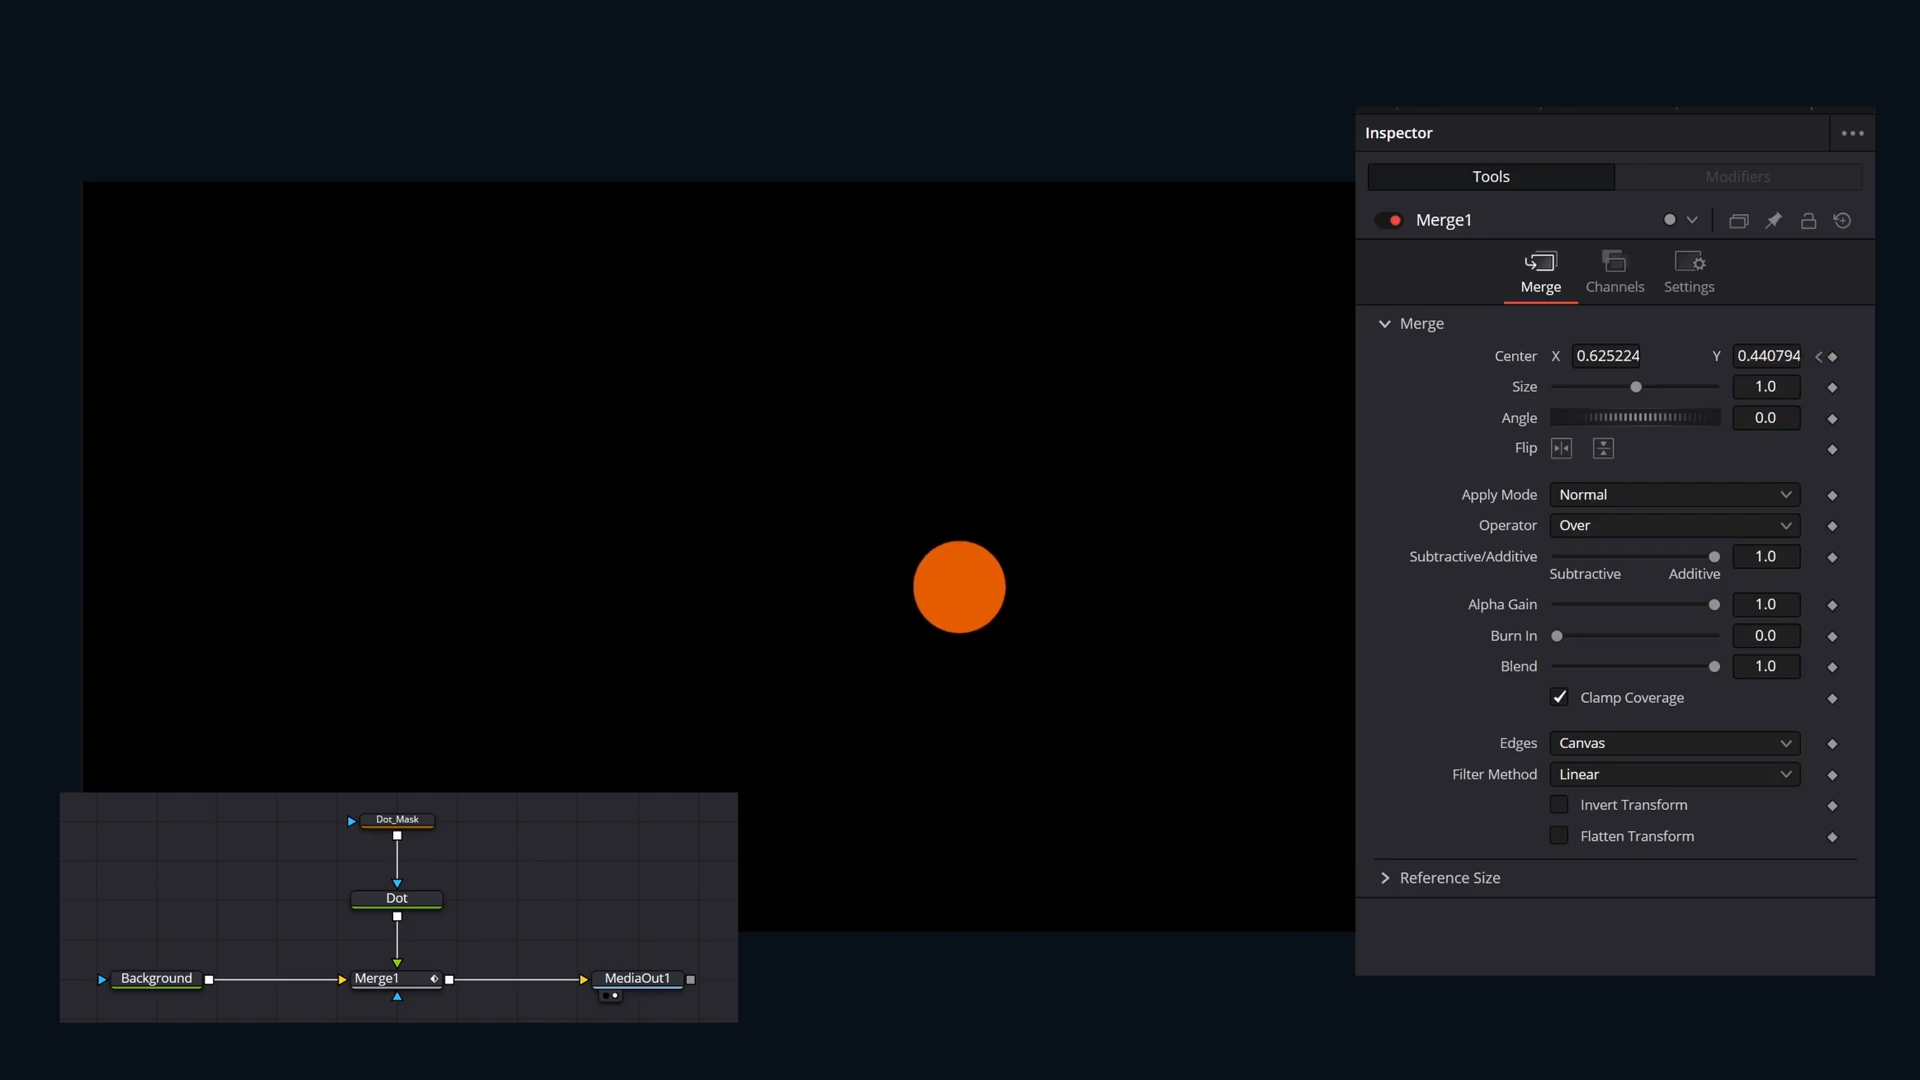 Inspector
Tools Modifiers
Merge1
Merge Channels Settings
Merge
Center X 0.625224 Y 0.440794
Size 1.0
Angle 0.0
Flip
Apply Mode Normal
Operator Over
Subtractive/Additive 1.0
Subtractive Additive
Alpha Gain 1.0
Burn In 0.0
Blend 1.0
Clamp Coverage
Edges Canvas
Filter Method Linear
Invert Transform
Flatten Transform
Reference Size
Dot_Mask
Dot
Background Merge1 MediaOut1